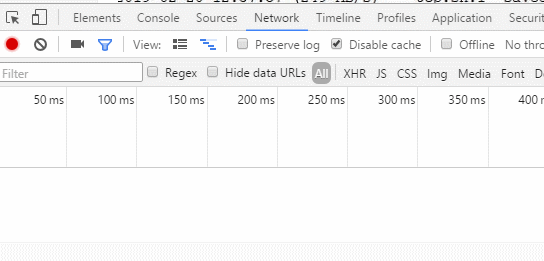 Elements Console Sources Network Timeline Profiles Application
View: Preserve log Disable cache Offline No thro
Filter Regex Hide data URLs All XHR JS CSS Img Media Font
50 ms 100 ms 150 ms 200 ms 250 ms 300 ms 350 ms 400